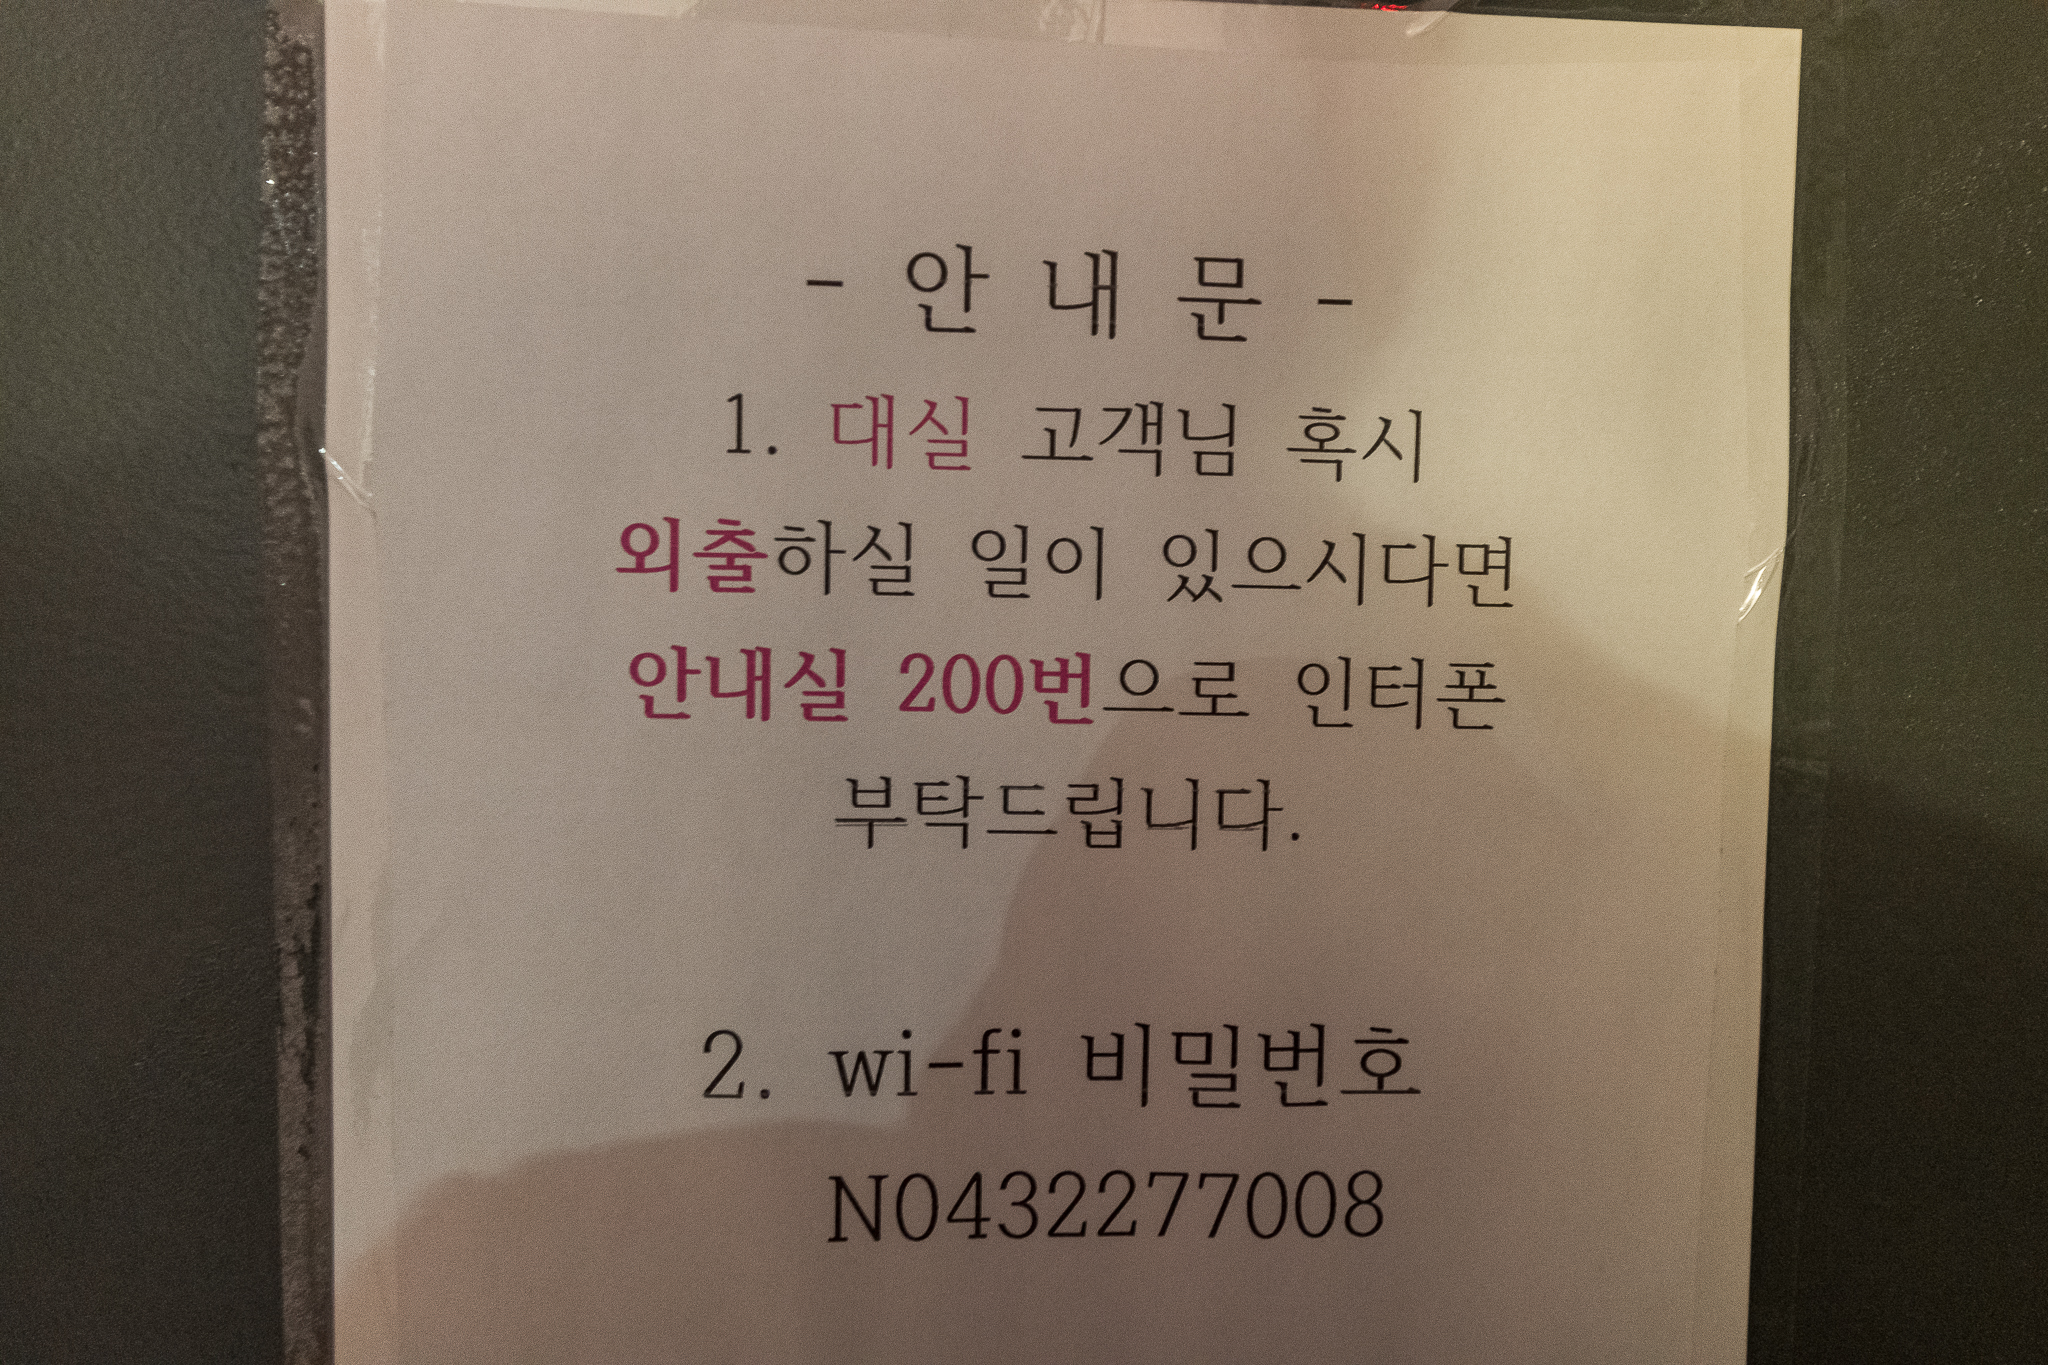 - 안 내 문 -
1. 대실 고객님 혹시
외출하실 일이 있으시다면
안내실 200번으로 인터폰
부탁드립니다.
2. wi-fi 비밀번호
N0432277008